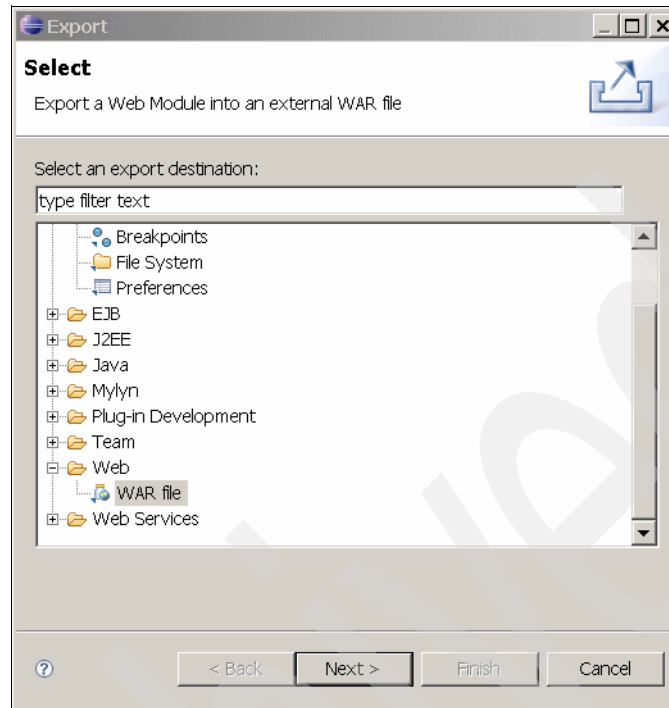 Export
Select
Export a Web Module into an external WAR file
Select an export destination:
type filter text
Breakpoints
File System
Preferences
EJB
J2EE
Java
Mylyn
Plug-in Development
Team
Web
WAR file
Web Services
< Back Next > Finish Cancel